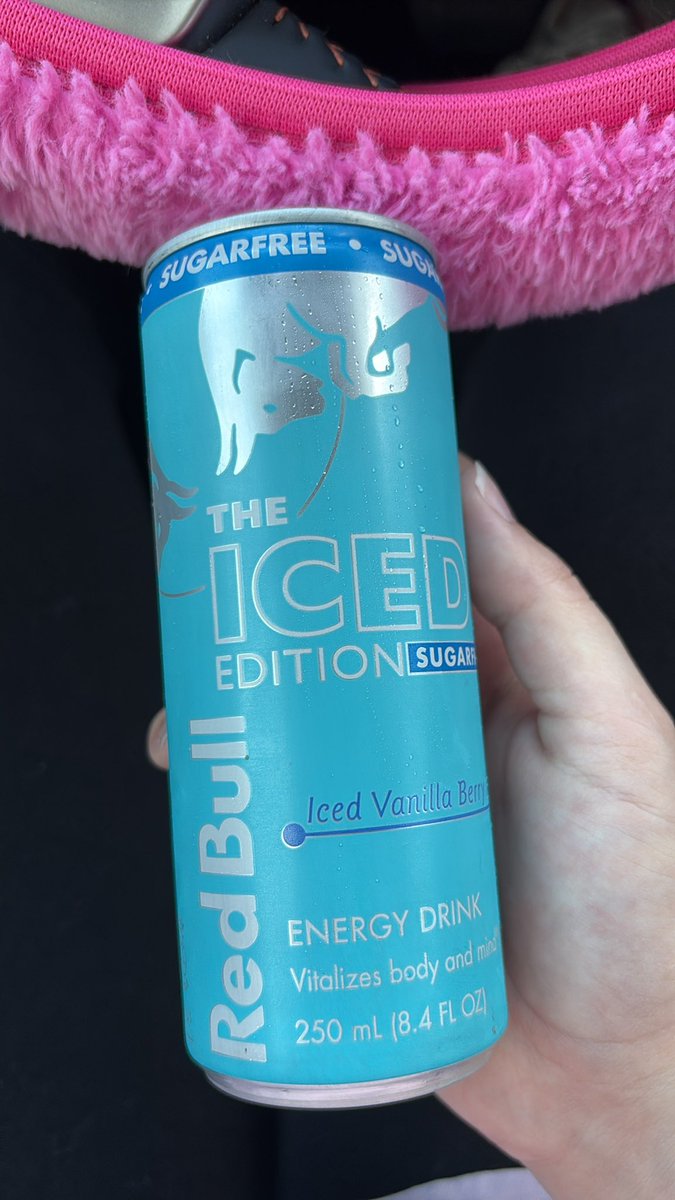 SUGARFREE • SUGA
THE
ICED
EDITION SUGARF
Red Bull
Iced Vanilla Berry
ENERGY DRINK
Vitalizes body and mind
250 mL (8.4 FL OZ)